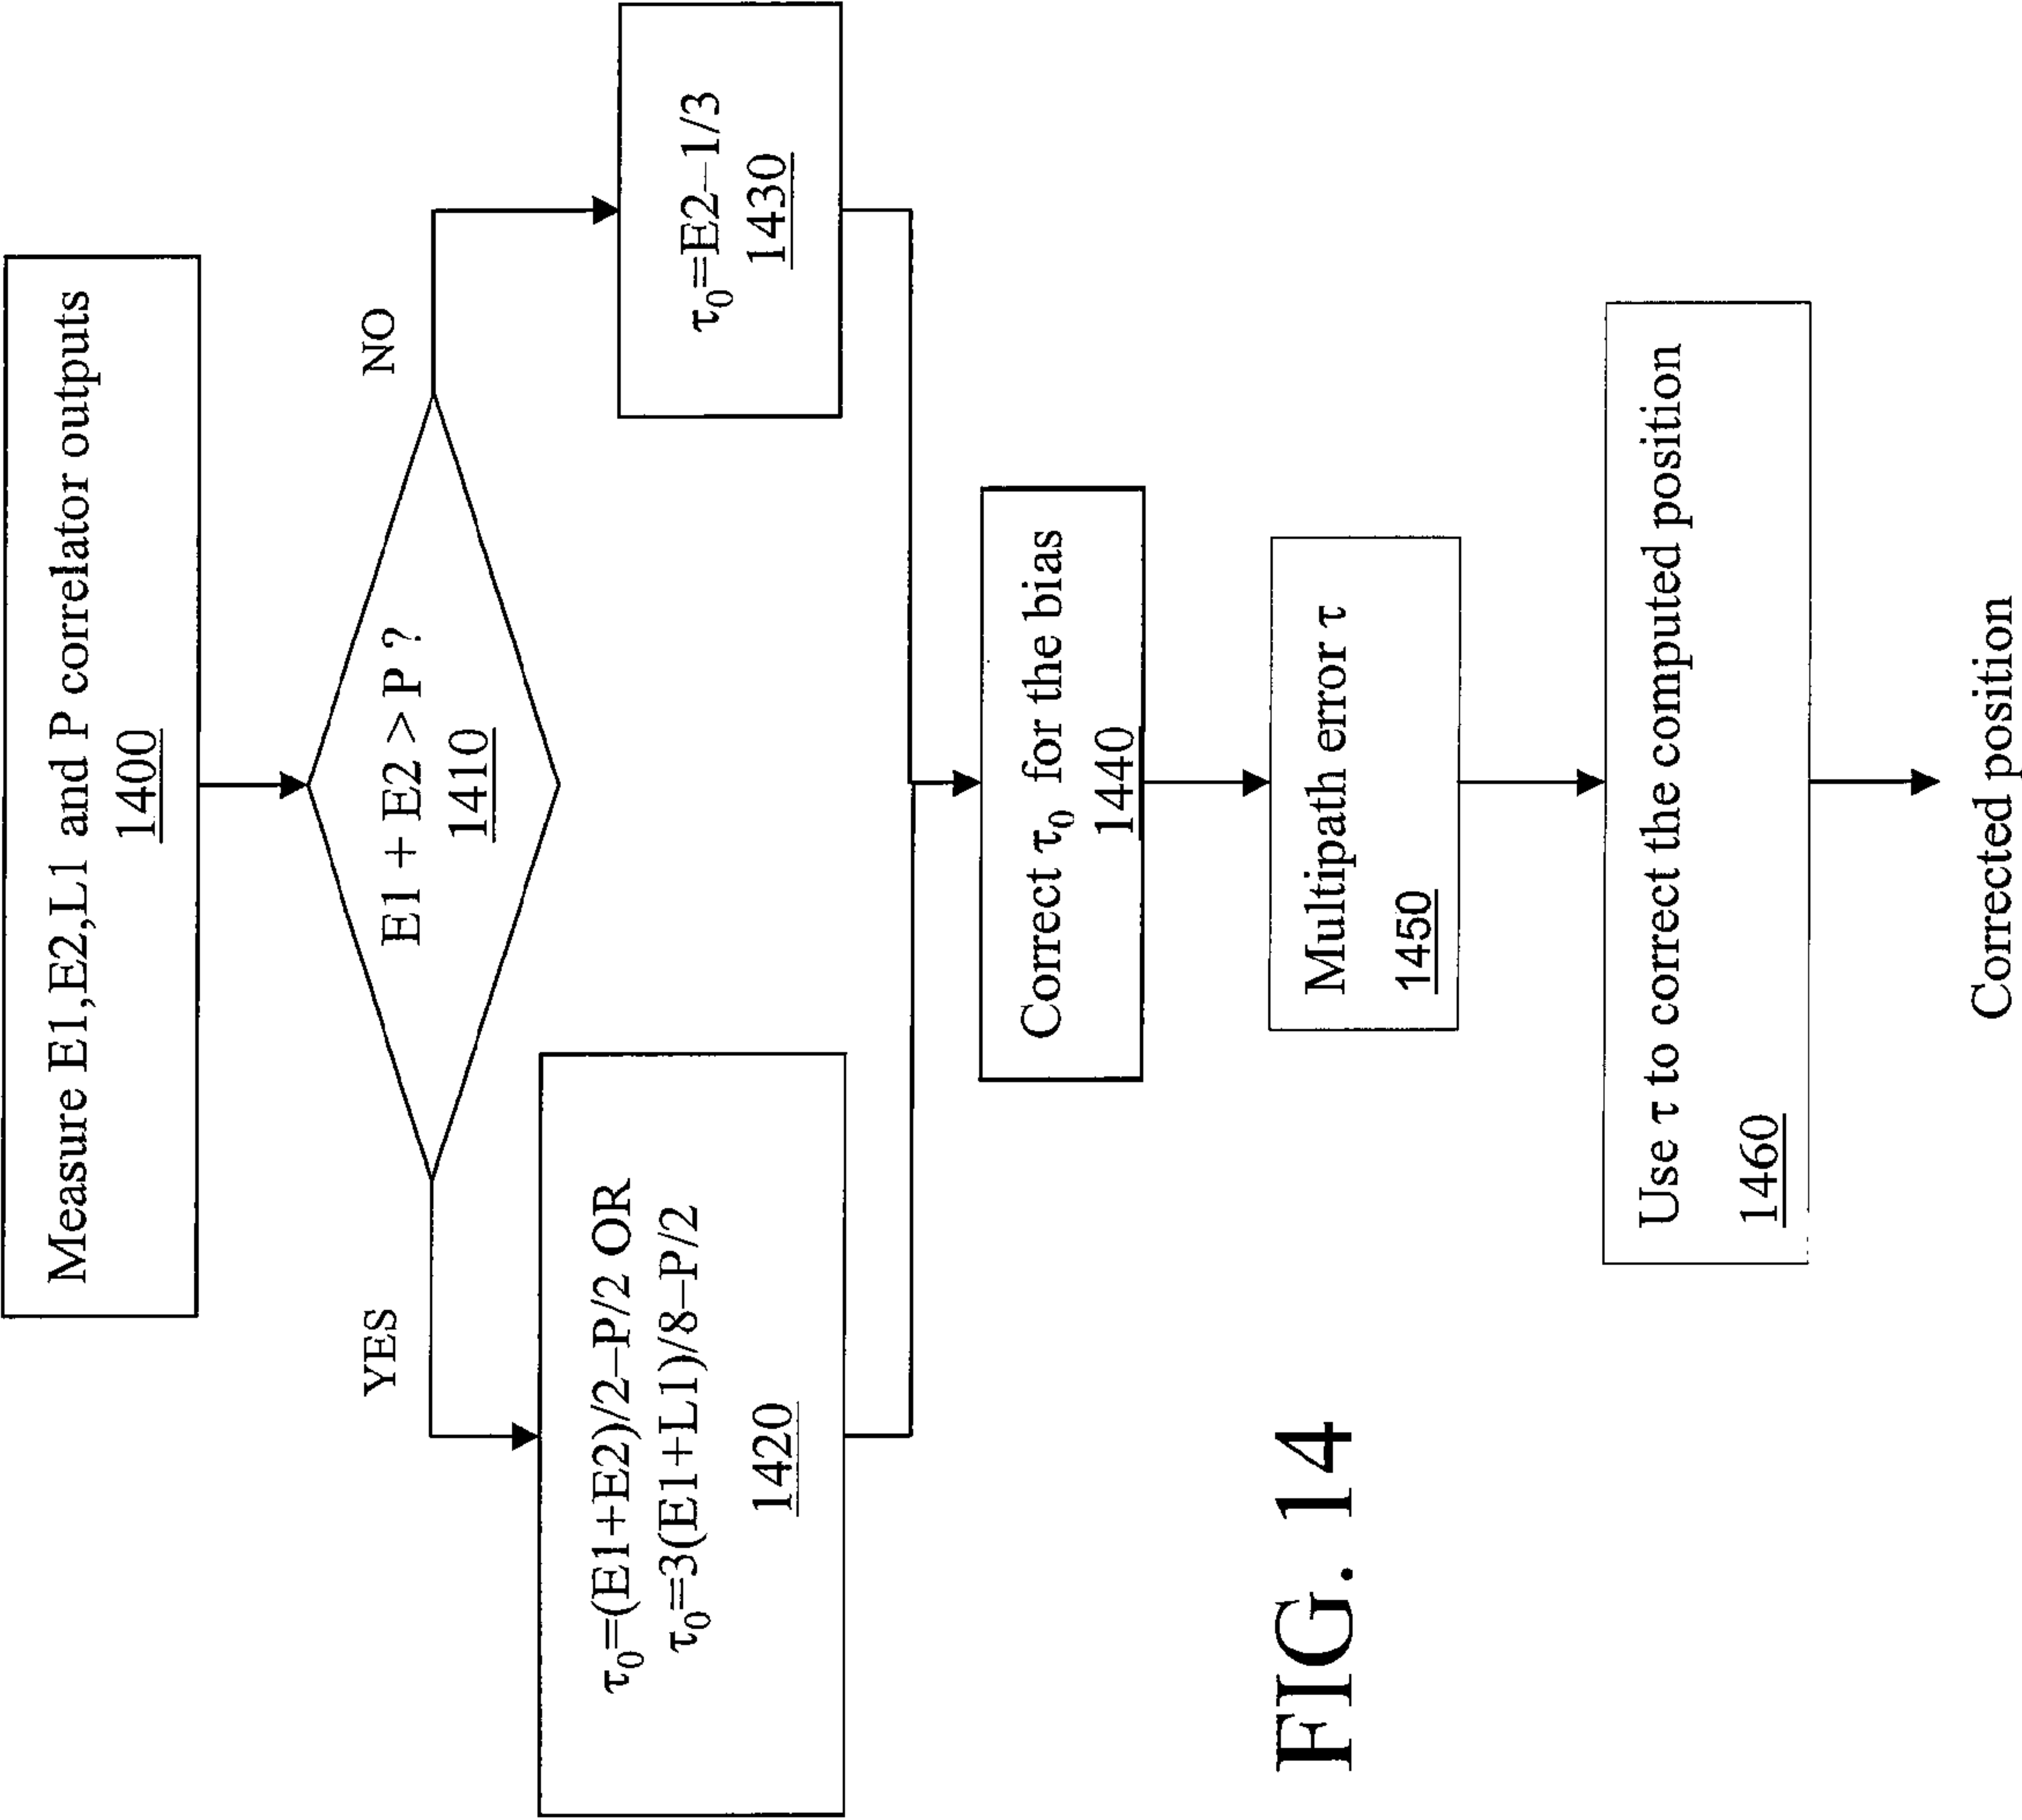 Measure E1,E2,L1 and P correlator outputs
1400
E1 + E2 > P ?
1410
YES
NO
τ₀=(E1+E2)/2–P/2 OR
τ₀=3(E1+L1)/8–P/2
1420
τ₀=E2–1/3
1430
Correct τ₀ for the bias
1440
Multipath error τ
1450
Use τ to correct the computed position
1460
Corrected position
FIG. 14